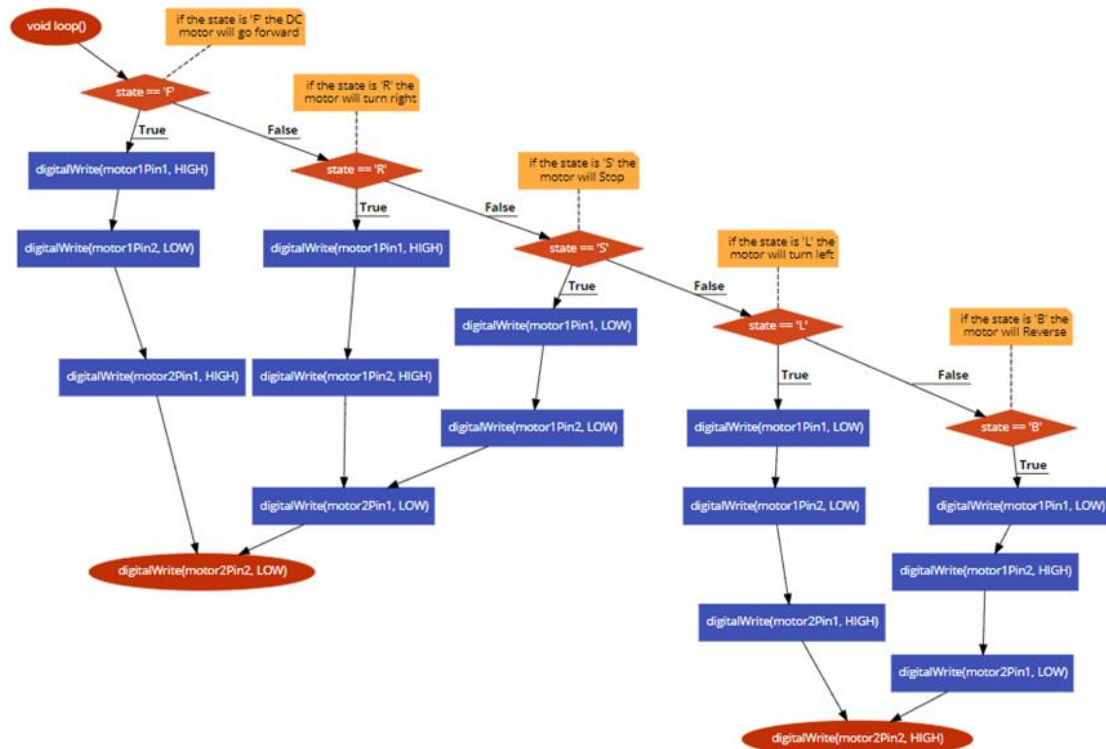 void loop()
if the state is 'F' the DC
motor will go forward
state == 'F'
if the state is 'R' the
motor will turn right
True
False
digitalWrite(motor1Pin1, HIGH)
state == 'R'
if the state is 'S' the
motor will Stop
True
False
digitalWrite(motor1Pin2, LOW)
digitalWrite(motor1Pin1, HIGH)
state == 'S'
if the state is 'L' the
motor will turn left
True
False
digitalWrite(motor1Pin1, LOW)
state == 'L'
if the state is 'B' the
motor will Reverse
digitalWrite(motor2Pin1, HIGH)
digitalWrite(motor1Pin2, HIGH)
True
False
digitalWrite(motor1Pin2, LOW)
digitalWrite(motor1Pin1, LOW)
state == 'B'
True
digitalWrite(motor2Pin1, LOW)
digitalWrite(motor1Pin2, LOW)
digitalWrite(motor1Pin1, LOW)
digitalWrite(motor2Pin2, LOW)
digitalWrite(motor1Pin2, HIGH)
digitalWrite(motor2Pin1, HIGH)
digitalWrite(motor2Pin1, LOW)
digitalWrite(motor2Pin2, HIGH)